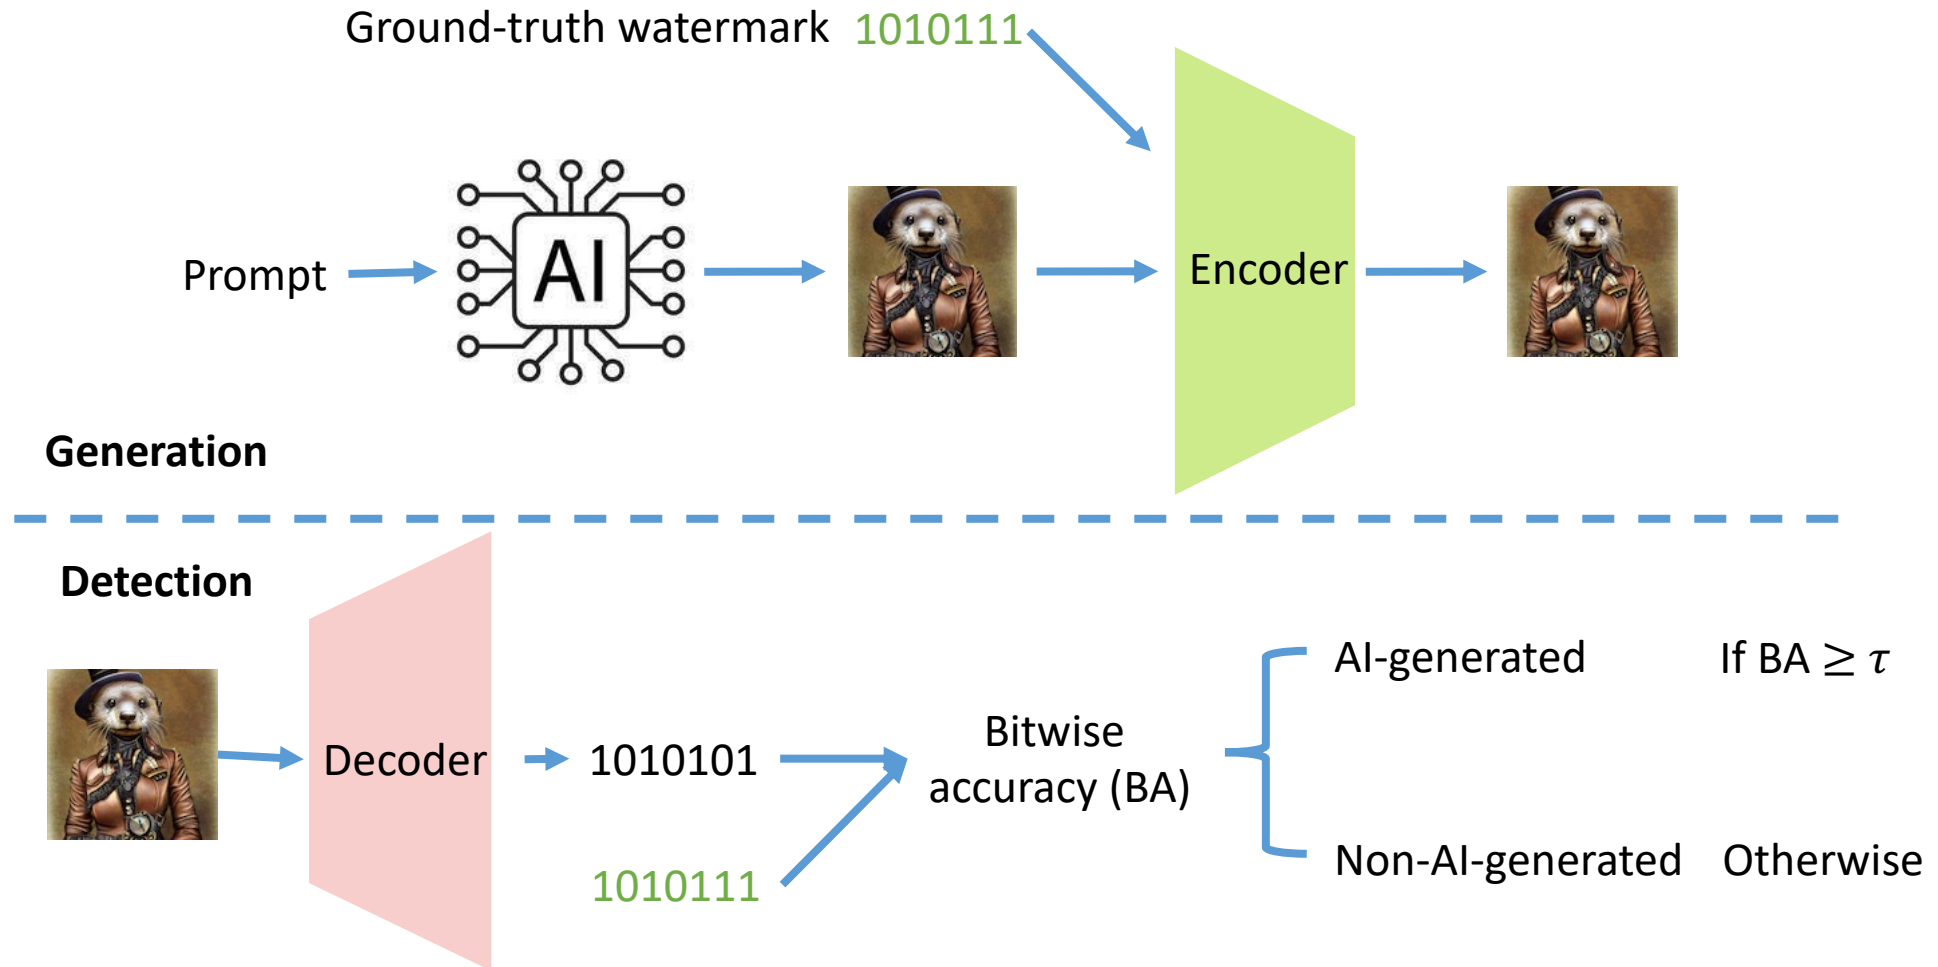 Ground-truth watermark 1010111
Prompt
AI
Encoder
Generation
Detection
Decoder
1010101
1010111
Bitwise
accuracy (BA)
AI-generated If BA ≥ τ
Non-AI-generated Otherwise